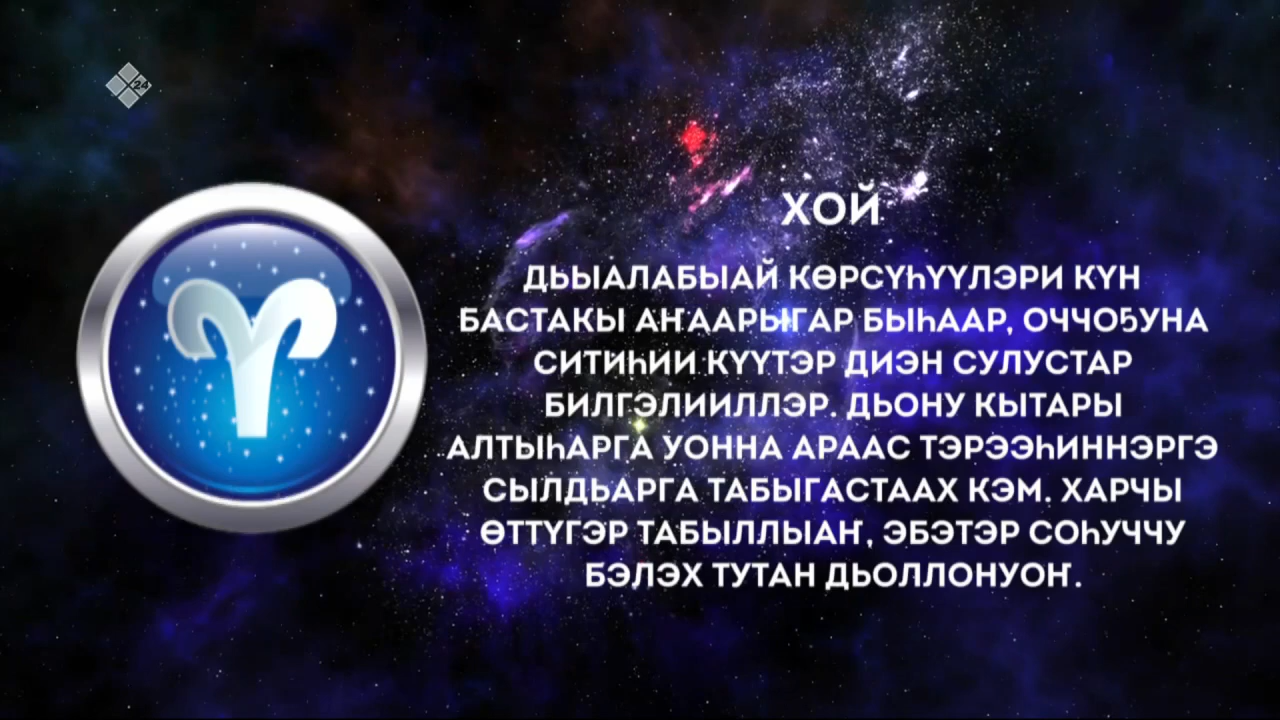 24
ХОЙ
ДЬЫАЛАБЫАЙ КӨРСҮҺҮҮЛЭРИ КҮН
БАСТАКЫ АҤААРЫГАР БЫҺААР, ОЧЧОҔУНА
СИТИҺИИ КҮҮТЭР ДИЭН СУЛУСТАР
БИЛГЭЛИИЛЛЭР. ДЬОНУ КЫТАРЫ
АЛТЫҺАРГА УОННА АРААС ТЭРЭЭҺИННЭРГЭ
СЫЛДЬАРГА ТАБЫГАСТААХ КЭМ. ХАРЧЫ
ӨТТҮГЭР ТАБЫЛЛЫАҤ, ЭБЭТЭР СОҺУЧЧУ
БЭЛЭХ ТУТАН ДЬОЛЛОНУОҤ.